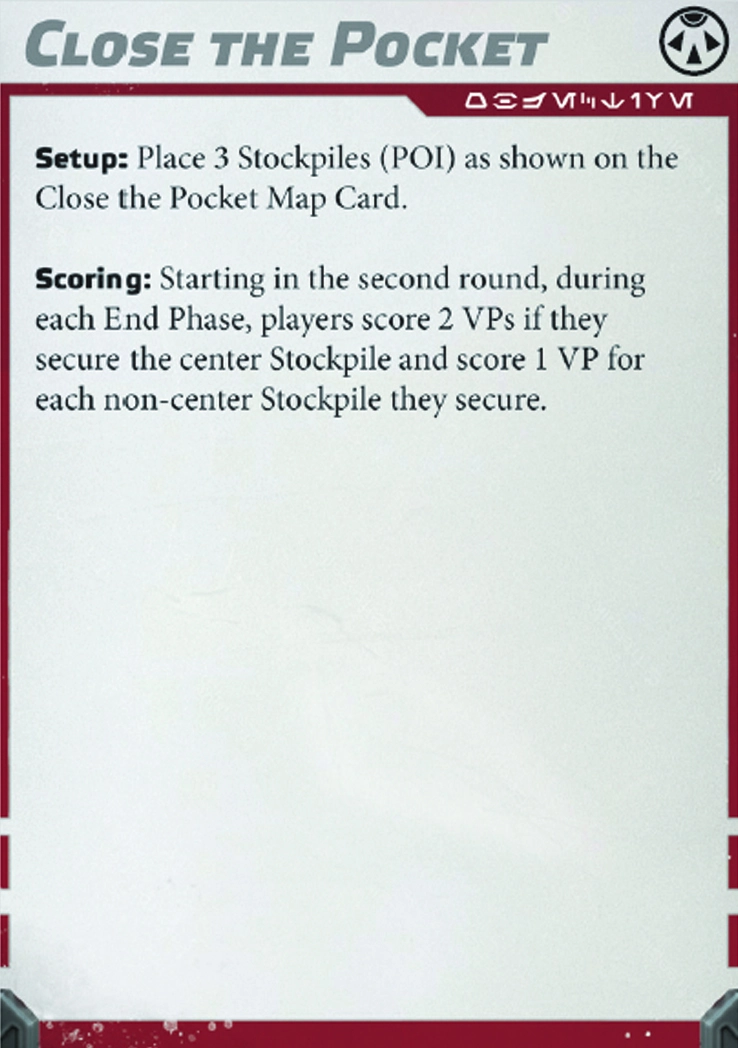 CLOSE THE POCKET
Setup: Place 3 Stockpiles (POI) as shown on the
Close the Pocket Map Card.
Scoring: Starting in the second round, during
each End Phase, players score 2 VPs if they
secure the center Stockpile and score 1 VP for
each non-center Stockpile they secure.